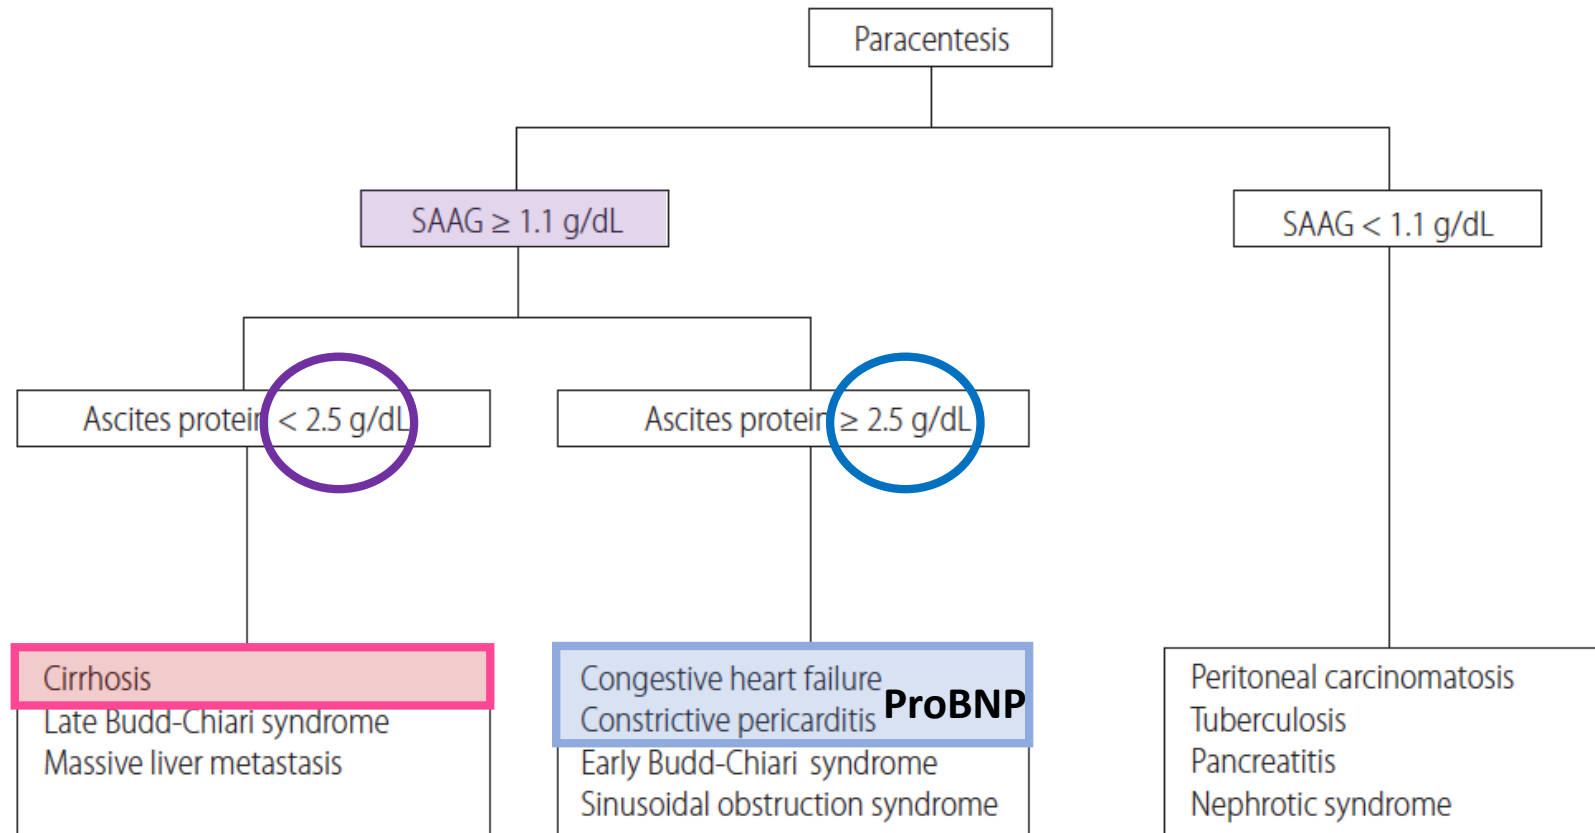 Paracentesis
SAAG ≥ 1.1 g/dL
SAAG < 1.1 g/dL
Ascites protein < 2.5 g/dL
Ascites protein ≥ 2.5 g/dL
Cirrhosis
Late Budd-Chiari syndrome
Massive liver metastasis
Congestive heart failure
Constrictive pericarditis
ProBNP
Early Budd-Chiari syndrome
Sinusoidal obstruction syndrome
Peritoneal carcinomatosis
Tuberculosis
Pancreatitis
Nephrotic syndrome